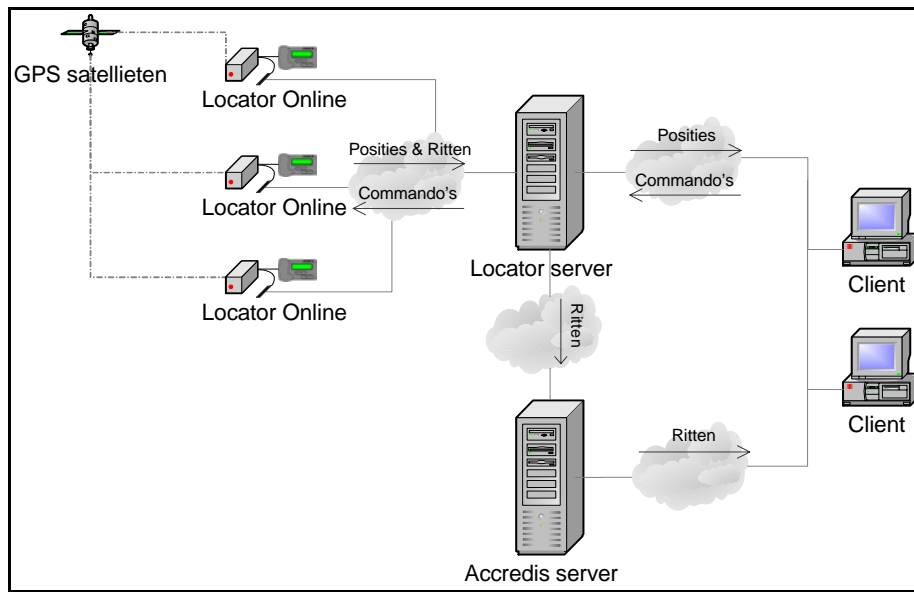 GPS satellieten
Locator Online
Locator Online
Locator Online
Posities & Ritten
Commando's
Locator server
Posities
Commando's
Client
Client
Ritten
Ritten
Accredis server